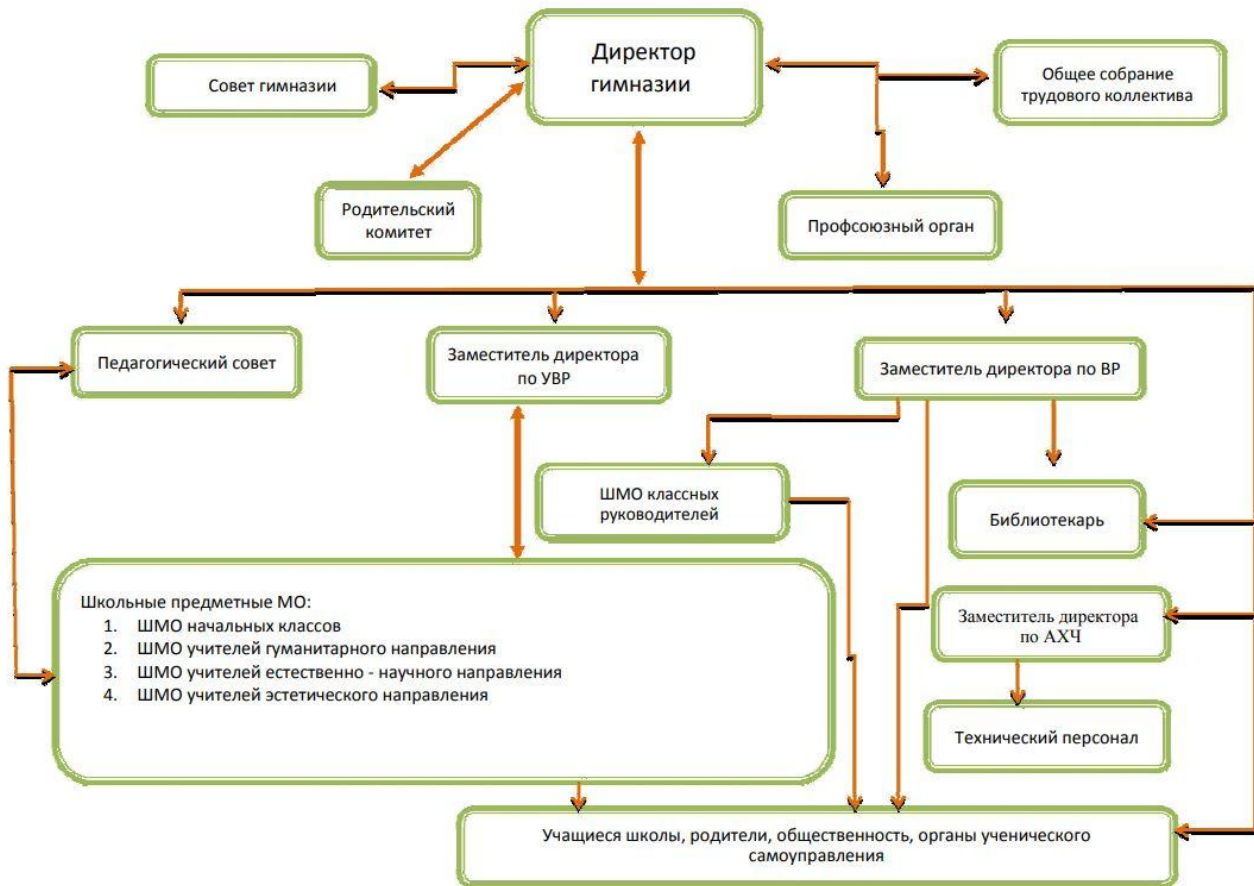 Директор
гимназии
Совет гимназии
Общее собрание
трудового коллектива
Родительский
комитет
Профсоюзный орган
Педагогический совет
Заместитель директора
по УВР
Заместитель директора по ВР
ШМО классных
руководителей
Библиотекарь
Школьные предметные МО:
1. ШМО начальных классов
2. ШМО учителей гуманитарного направления
3. ШМО учителей естественно - научного направления
4. ШМО учителей эстетического направления
Заместитель директора
по АХЧ
Технический персонал
Учащиеся школы, родители, общественность, органы ученического
самоуправления